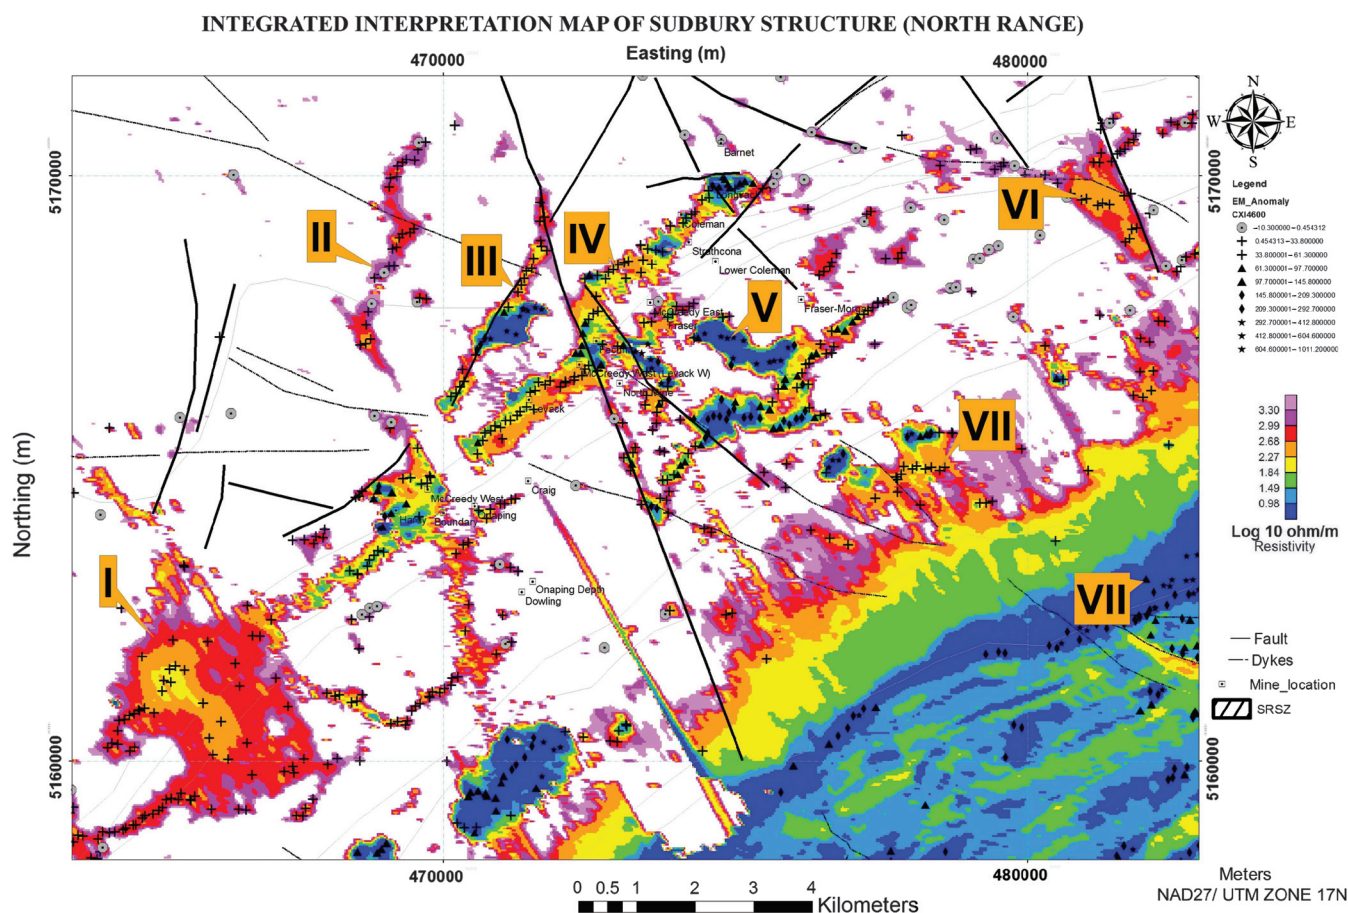 INTEGRATED INTERPRETATION MAP OF SUDBURY STRUCTURE (NORTH RANGE)
Easting (m)
470000
480000
N
W E
S
5170000
5170000
Northing (m)
Barnet
Longvac
Coleman
Strathcona
Lower Coleman
Fraser-Morgan
McCreedy East
Fraser
McCreedy West (Levack W)
Levack
Craig
McCreedy West
Onaping
Hardy
Boundary
Onaping Depth
Dowling
I
II
III
IV
V
VI
VII
VII
Legend
EM_Anomaly
CXI4600
−10.300000−0.454312
0.454313−33.800000
33.800001−61.300000
61.300001−97.700000
97.700001−145.800000
145.800001−209.300000
209.300001−292.700000
292.700001−412.800000
412.800001−604.600000
604.600001−1011.200000
3.30
2.99
2.68
2.27
1.84
1.49
0.98
Log 10 ohm/m
Resistivity
Fault
Dykes
Mine_location
SRSZ
5160000
5160000
470000
480000
0 0.5 1 2 3 4
Kilometers
Meters
NAD27/ UTM ZONE 17N